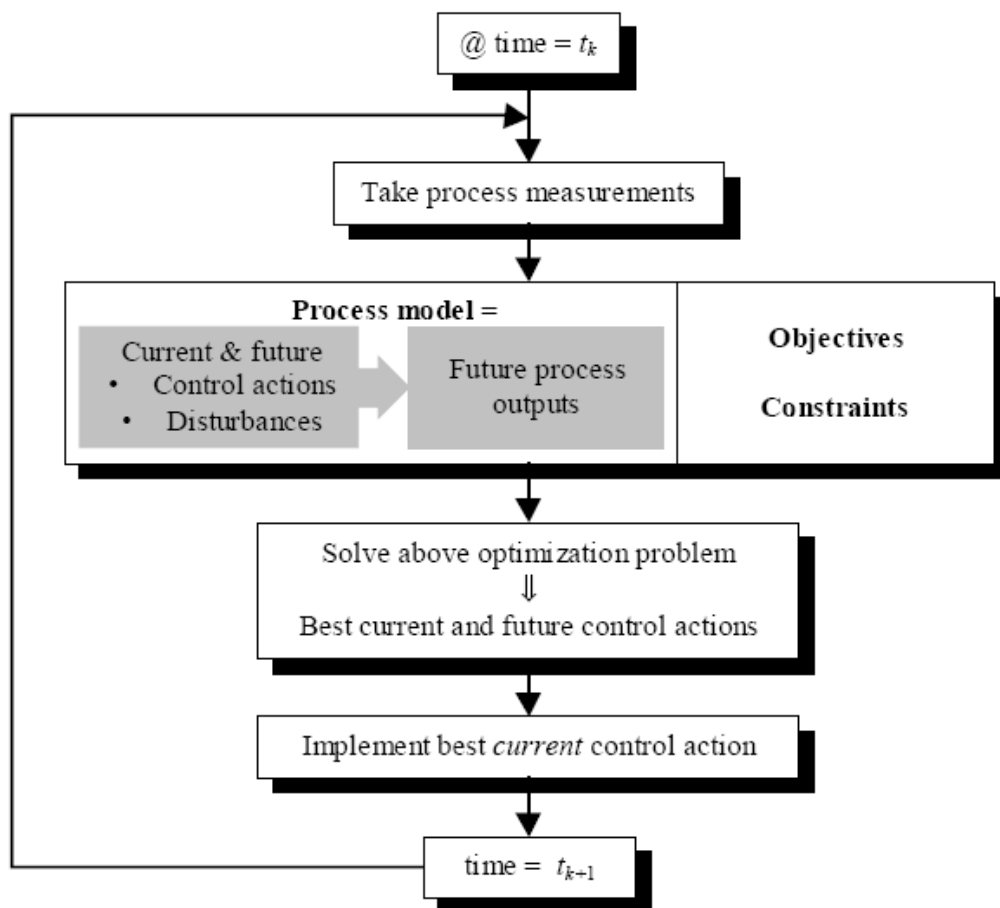 @ time = tₖ
Take process measurements
Process model =
Current & future
• Control actions
• Disturbances
Future process
outputs
Objectives
Constraints
Solve above optimization problem
⇓
Best current and future control actions
Implement best current control action
time = tₖ₊₁